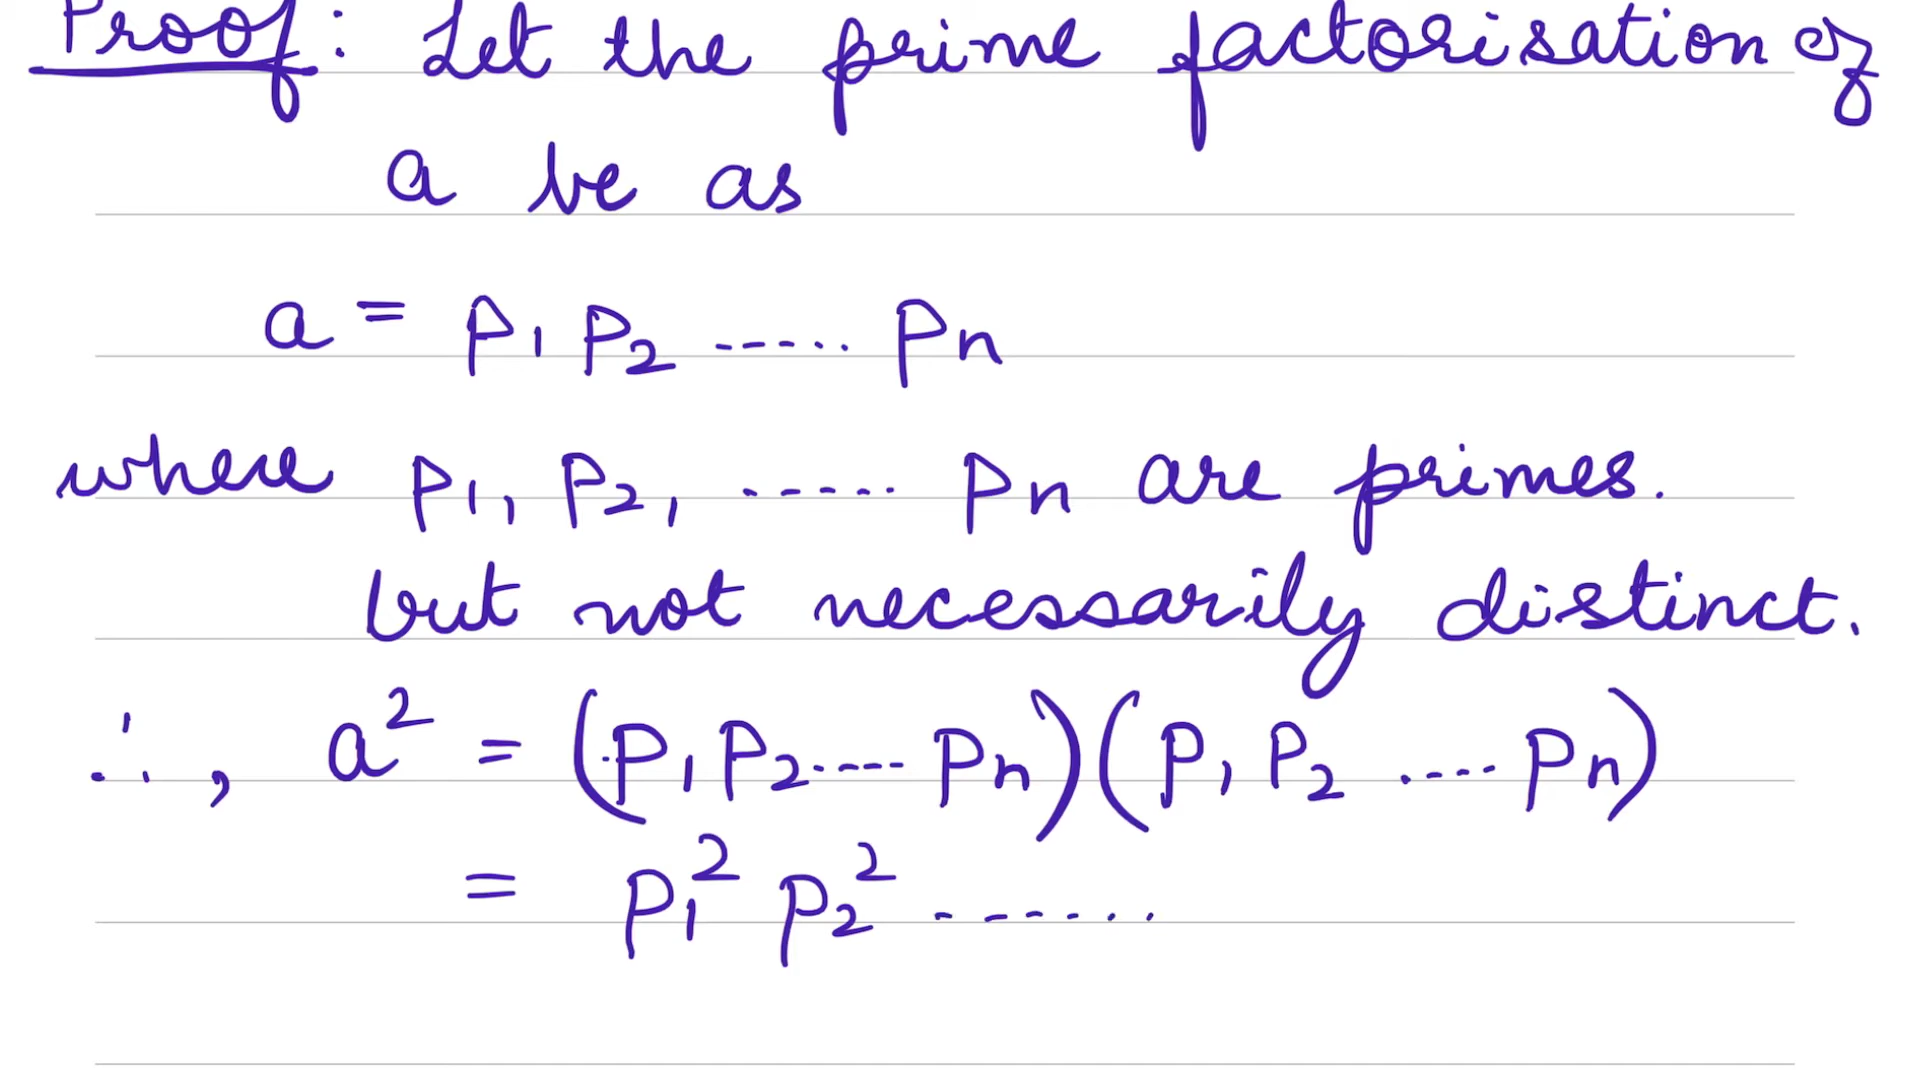 Proof: Let the prime factorisation of
a be as
a = p₁ p₂ ----.. pₙ
where p₁, p₂, ------ pₙ are primes.
but not necessarily distinct.
∴, a² = (p₁ p₂ .---- pₙ)(p₁ p₂ .---- pₙ)
= p₁² p₂² ------..